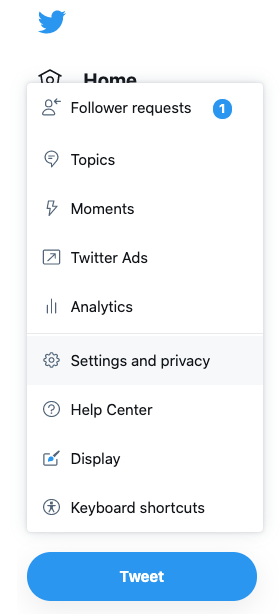 Home
Follower requests 1
Topics
Moments
Twitter Ads
Analytics
Settings and privacy
Help Center
Display
Keyboard shortcuts
Tweet